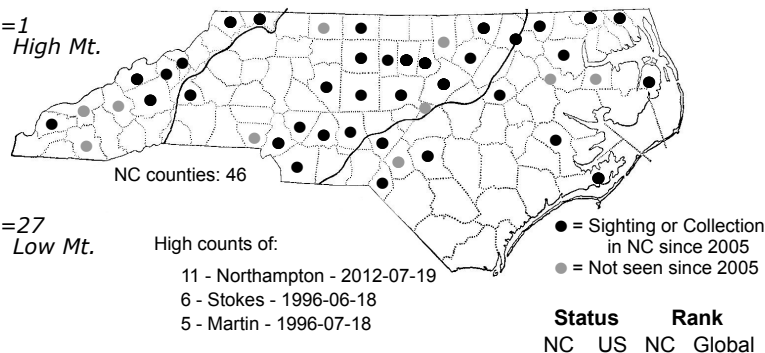 =1
High Mt.
NC counties: 46
=27
Low Mt.
High counts of:
11 - Northampton - 2012-07-19
6 - Stokes - 1996-06-18
5 - Martin - 1996-07-18
● = Sighting or Collection
in NC since 2005
● = Not seen since 2005
Status Rank
NC US NC Global